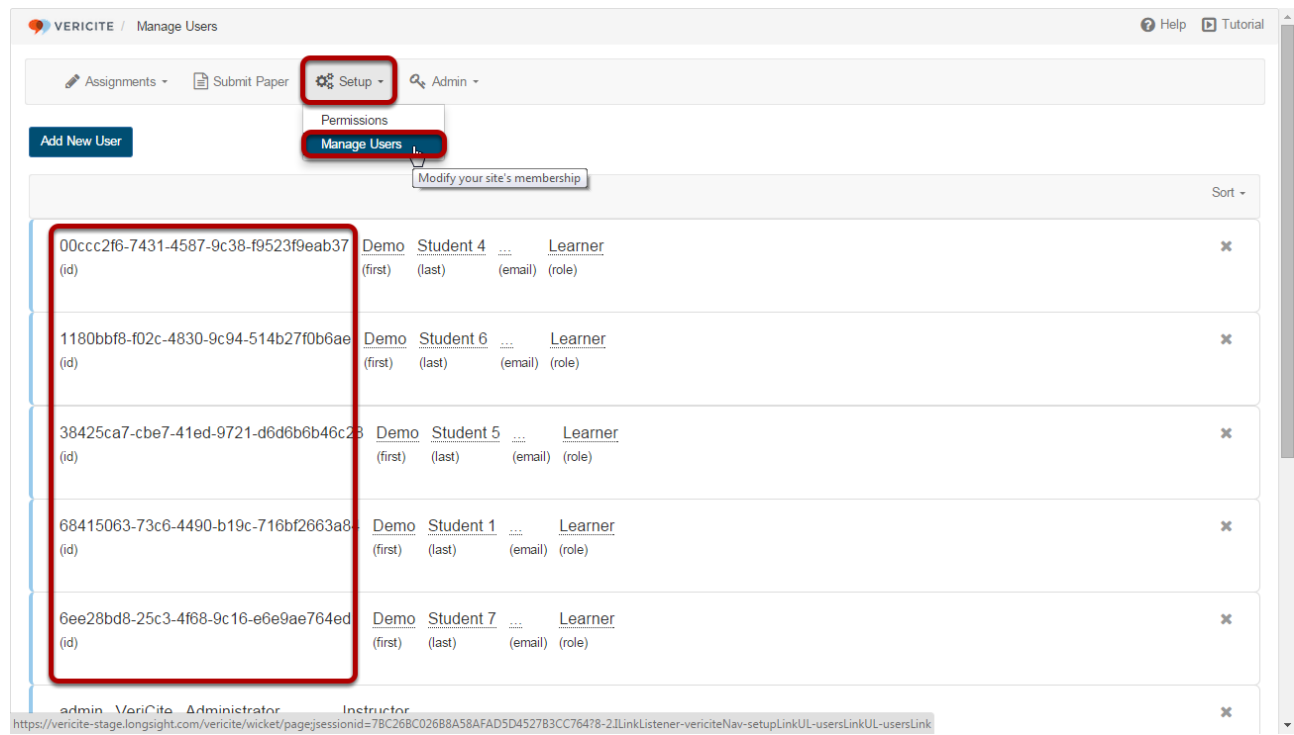 VERICITE / Manage Users Help Tutorial
Assignments Submit Paper Setup Admin
Permissions
Add New User Manage Users
Modify your site's membership
Sort
00ccc2f6-7431-4587-9c38-f9523f9eab37 Demo Student 4 ... Learner
(id) (first) (last) (email) (role)
1180bbf8-f02c-4830-9c94-514b27f0b6ae Demo Student 6 ... Learner
(id) (first) (last) (email) (role)
38425ca7-cbe7-41ed-9721-d6d6b6b46c23 Demo Student 5 ... Learner
(id) (first) (last) (email) (role)
68415063-73c6-4490-b19c-716bf2663a84 Demo Student 1 ... Learner
(id) (first) (last) (email) (role)
6ee28bd8-25c3-4f68-9c16-e6e9ae764ed Demo Student 7 ... Learner
(id) (first) (last) (email) (role)
admin VeriCite Administrator Instructor
https://vericite-stage.longsight.com/vericite/wicket/page;jsessionid=7BC26BC026B8A58AFAD5D4527B3CC764?8-2.ILinkListener-vericiteNav-setupLinkUL-usersLinkUL-usersLink